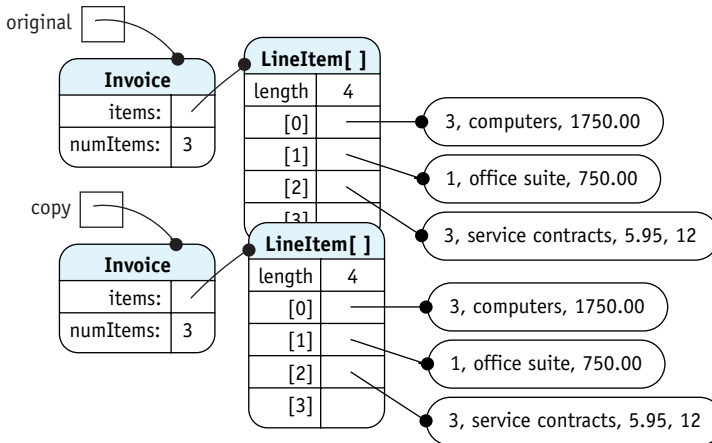 original
Invoice
items:
numItems: 3
LineItem[ ]
length 4
[0]
[1]
[2]
[3]
3, computers, 1750.00
1, office suite, 750.00
3, service contracts, 5.95, 12
copy
Invoice
items:
numItems: 3
LineItem[ ]
length 4
[0]
[1]
[2]
[3]
3, computers, 1750.00
1, office suite, 750.00
3, service contracts, 5.95, 12